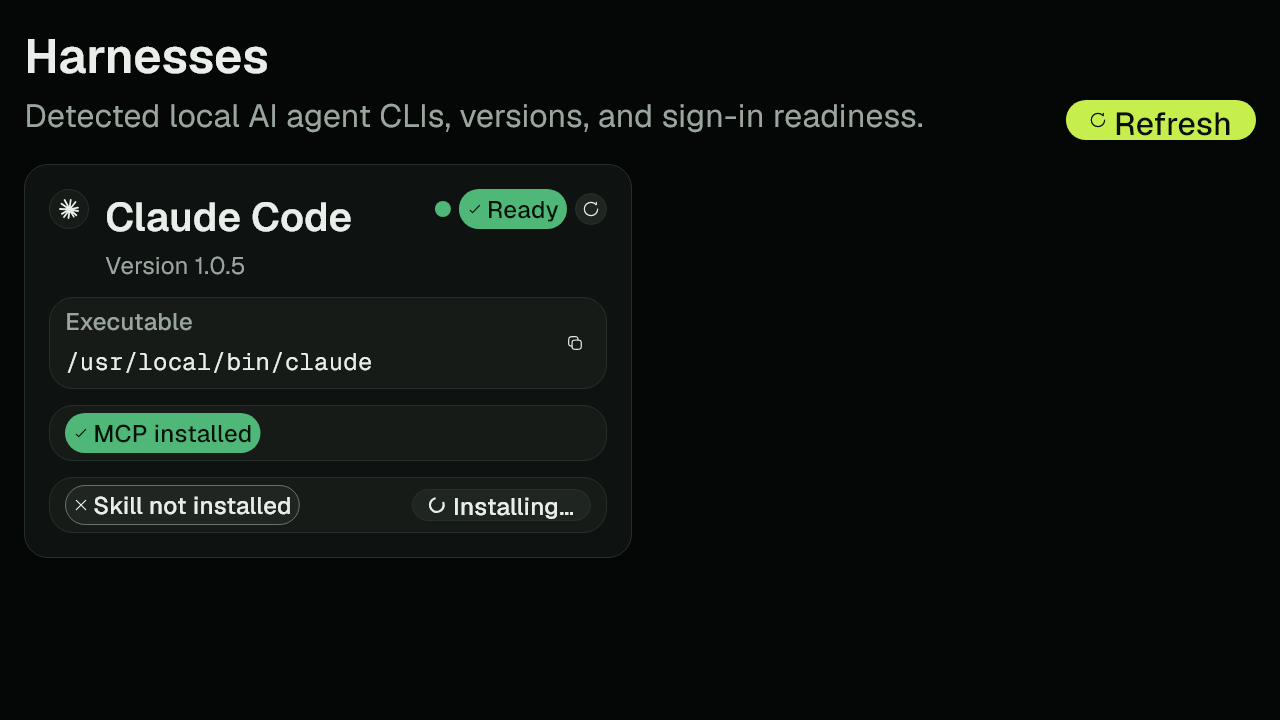 Harnesses
Detected local AI agent CLIs, versions, and sign-in readiness.
Refresh
Claude Code
Ready
Version 1.0.5
Executable
/usr/local/bin/claude
MCP installed
Skill not installed
Installing…